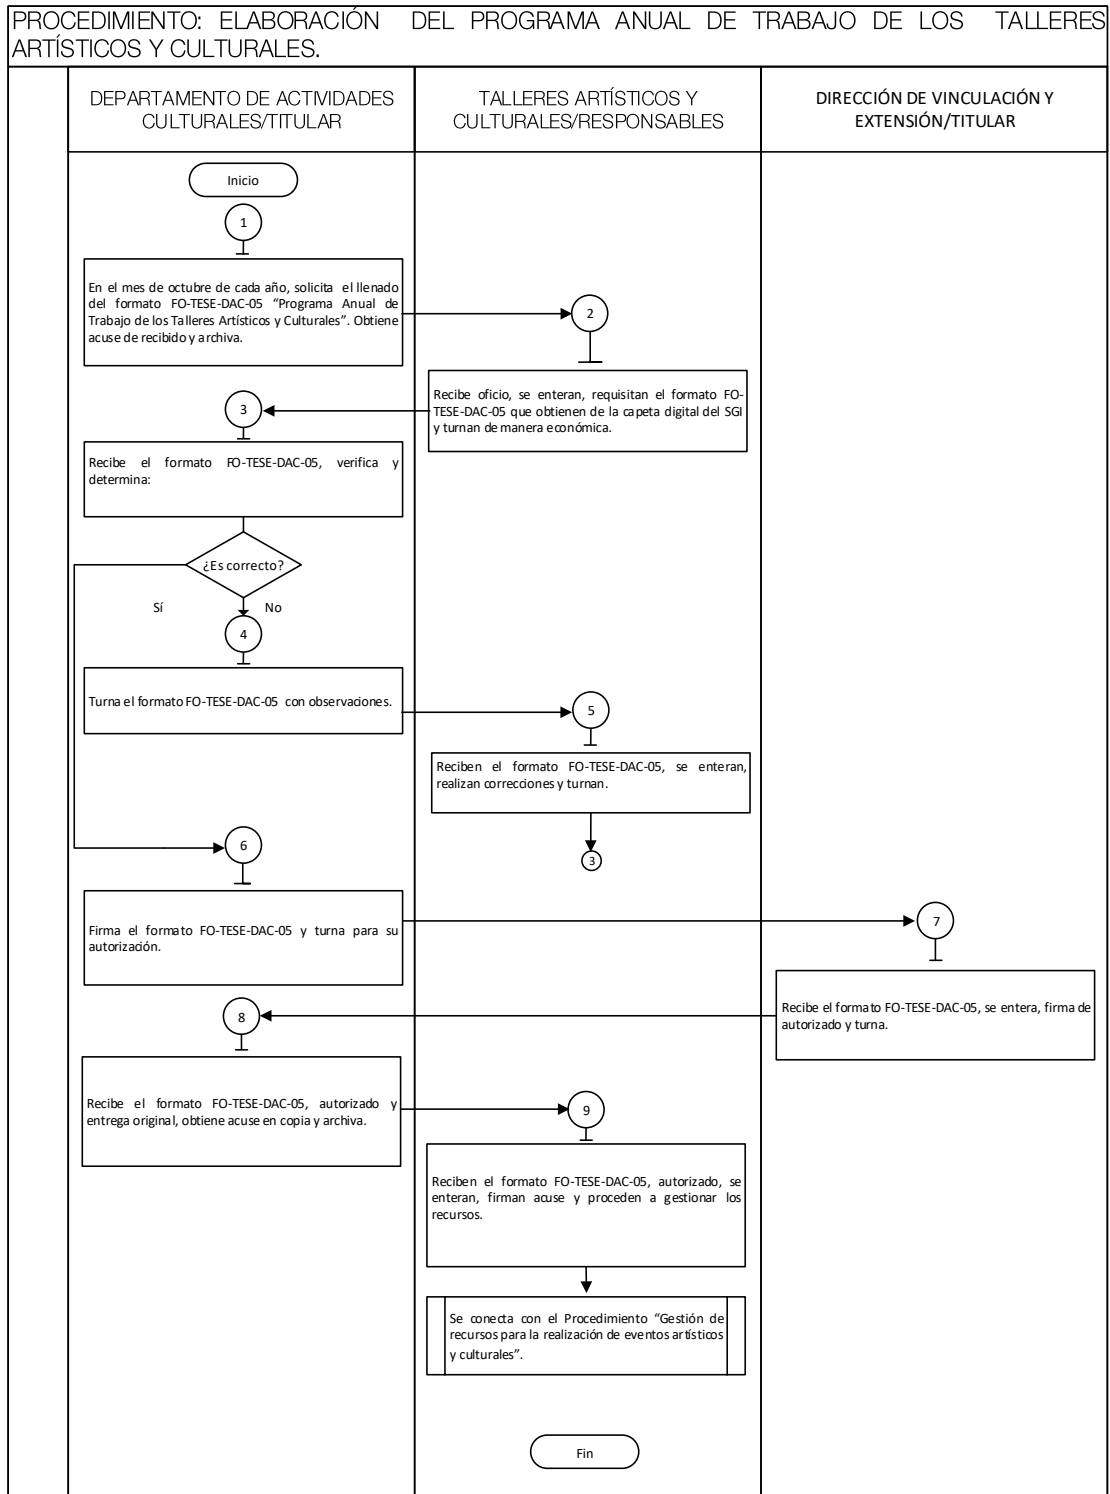 PROCEDIMIENTO: ELABORACIÓN DEL PROGRAMA ANUAL DE TRABAJO DE LOS TALLERES
ARTÍSTICOS Y CULTURALES.
DEPARTAMENTO DE ACTIVIDADES
CULTURALES/TITULAR
TALLERES ARTÍSTICOS Y
CULTURALES/RESPONSABLES
DIRECCIÓN DE VINCULACIÓN Y
EXTENSIÓN/TITULAR
Inicio
1
En el mes de octubre de cada año, solicita el llenado
del formato FO-TESE-DAC-05 “Programa Anual de
Trabajo de los Talleres Artísticos y Culturales”. Obtiene
acuse de recibido y archiva.
2
Recibe oficio, se enteran, requisitan el formato FO-
TESE-DAC-05 que obtienen de la capeta digital del SGI
y turnan de manera económica.
3
Recibe el formato FO-TESE-DAC-05, verifica y
determina:
¿Es correcto?
Sí
No
4
Turna el formato FO-TESE-DAC-05 con observaciones.
5
Reciben el formato FO-TESE-DAC-05, se enteran,
realizan correcciones y turnan.
3
6
Firma el formato FO-TESE-DAC-05 y turna para su
autorización.
7
Recibe el formato FO-TESE-DAC-05, se entera, firma de
autorizado y turna.
8
Recibe el formato FO-TESE-DAC-05, autorizado y
entrega original, obtiene acuse en copia y archiva.
9
Reciben el formato FO-TESE-DAC-05, autorizado, se
enteran, firman acuse y proceden a gestionar los
recursos.
Se conecta con el Procedimiento “Gestión de
recursos para la realización de eventos artísticos
y culturales”.
Fin